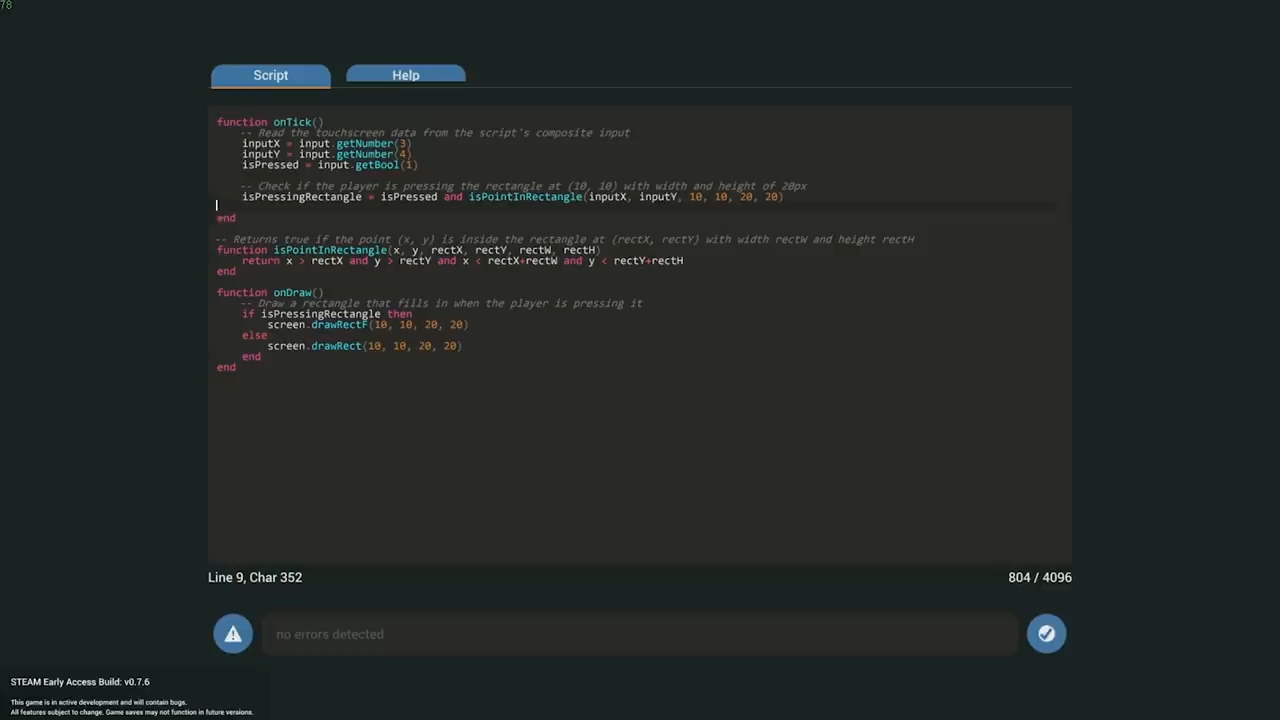 78
Script
Help
function onTick()
-- Read the touchscreen data from the script's composite input
inputX = input.getNumber(3)
inputY = input.getNumber(4)
isPressed = input.getBool(1)
-- Check if the player is pressing the rectangle at (10, 10) with width and height of 20px
isPressingRectangle = isPressed and isPointInRectangle(inputX, inputY, 10, 10, 20, 20)
end
-- Returns true if the point (x, y) is inside the rectangle at (rectX, rectY) with width rectW and height rectH
function isPointInRectangle(x, y, rectX, rectY, rectW, rectH)
return x > rectX and y > rectY and x < rectX+rectW and y < rectY+rectH
end
function onDraw()
-- Draw a rectangle that fills in when the player is pressing it
if isPressingRectangle then
screen.drawRectF(10, 10, 20, 20)
else
screen.drawRect(10, 10, 20, 20)
end
end
Line 9, Char 352
804 / 4096
no errors detected
STEAM Early Access Build: v0.7.6
This game is in active development and will contain bugs.
All features subject to change. Game saves may not function in future versions.